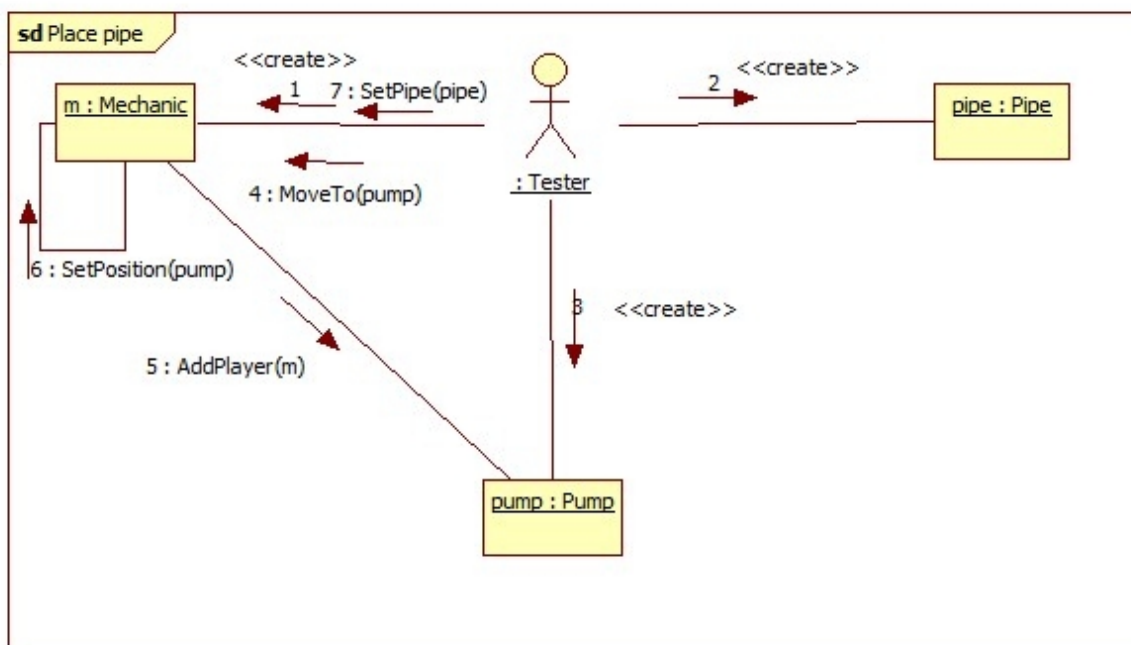 sd Place pipe
<<create>>
1
7 : SetPipe(pipe)
m : Mechanic
4 : MoveTo(pump)
: Tester
<<create>>
2
pipe : Pipe
6 : SetPosition(pump)
3
<<create>>
5 : AddPlayer(m)
pump : Pump